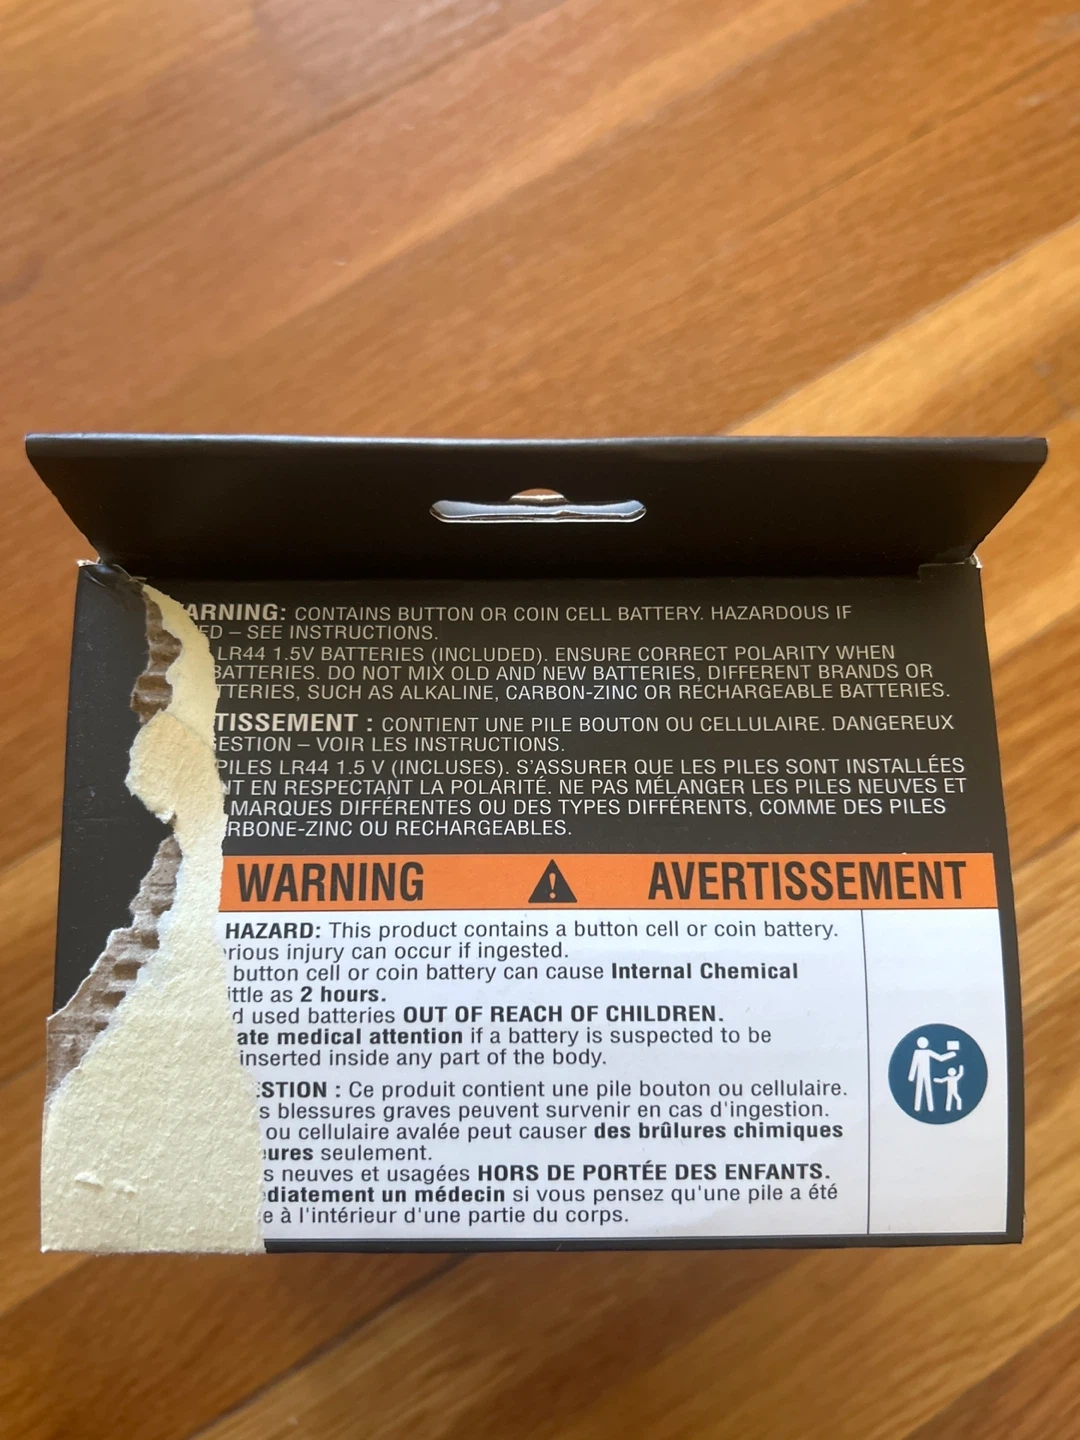 ARNING: CONTAINS BUTTON OR COIN CELL BATTERY. HAZARDOUS IF
ED – SEE INSTRUCTIONS.
LR44 1.5V BATTERIES (INCLUDED). ENSURE CORRECT POLARITY WHEN
BATTERIES. DO NOT MIX OLD AND NEW BATTERIES, DIFFERENT BRANDS OR
TTERIES, SUCH AS ALKALINE, CARBON-ZINC OR RECHARGEABLE BATTERIES.
TISSEMENT : CONTIENT UNE PILE BOUTON OU CELLULAIRE. DANGEREUX
GESTION – VOIR LES INSTRUCTIONS.
PILES LR44 1.5 V (INCLUSES). S'ASSURER QUE LES PILES SONT INSTALLÉES
NT EN RESPECTANT LA POLARITÉ. NE PAS MÉLANGER LES PILES NEUVES ET
MARQUES DIFFÉRENTES OU DES TYPES DIFFÉRENTS, COMME DES PILES
RBONE-ZINC OU RECHARGEABLES.
WARNING AVERTISSEMENT
HAZARD: This product contains a button cell or coin battery.
rious injury can occur if ingested.
button cell or coin battery can cause Internal Chemical
ittle as 2 hours.
d used batteries OUT OF REACH OF CHILDREN.
ate medical attention if a battery is suspected to be
inserted inside any part of the body.
ESTION : Ce produit contient une pile bouton ou cellulaire.
s blessures graves peuvent survenir en cas d'ingestion.
ou cellulaire avalée peut causer des brûlures chimiques
eures seulement.
s neuves et usagées HORS DE PORTÉE DES ENFANTS.
diatement un médecin si vous pensez qu'une pile a été
e à l'intérieur d'une partie du corps.